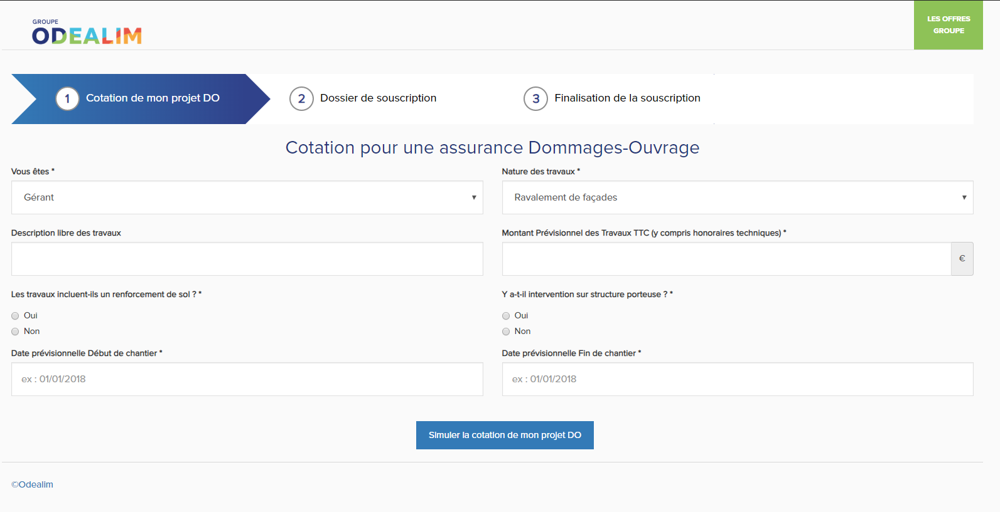 GROUPE
ODEALIM
LES OFFRES
GROUPE
1 Cotation de mon projet DO
2 Dossier de souscription
3 Finalisation de la souscription
Cotation pour une assurance Dommages-Ouvrage
Vous êtes *
Nature des travaux *
Gérant
Ravalement de façades
Description libre des travaux
Montant Prévisionnel des Travaux TTC (y compris honoraires techniques) *
€
Les travaux incluent-ils un renforcement de sol ? *
Y a-t-il intervention sur structure porteuse ? *
Oui
Oui
Non
Non
Date prévisionnelle Début de chantier *
Date prévisionnelle Fin de chantier *
ex : 01/01/2018
ex : 01/01/2018
Simuler la cotation de mon projet DO
©Odealim